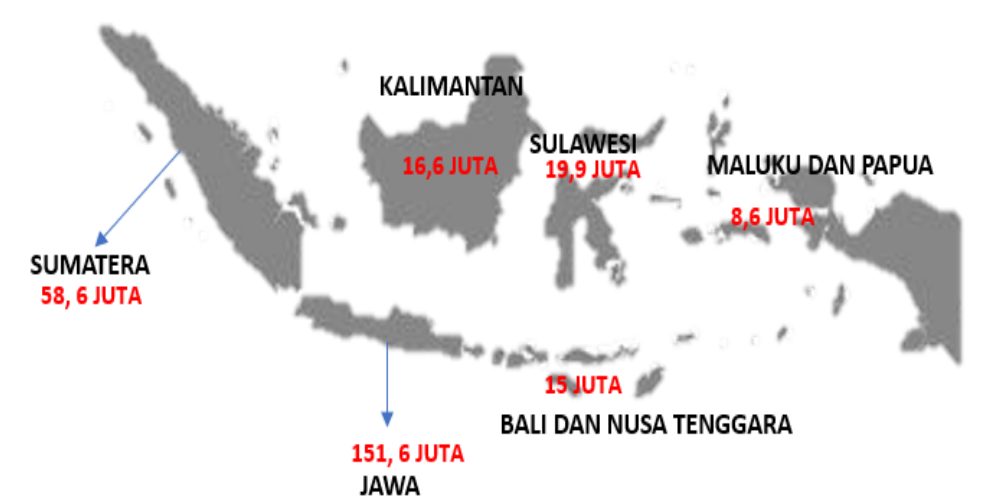 KALIMANTAN
16,6 JUTA
SULAWESI
19,9 JUTA
MALUKU DAN PAPUA
8,6 JUTA
SUMATERA
58, 6 JUTA
15 JUTA
BALI DAN NUSA TENGGARA
151, 6 JUTA
JAWA